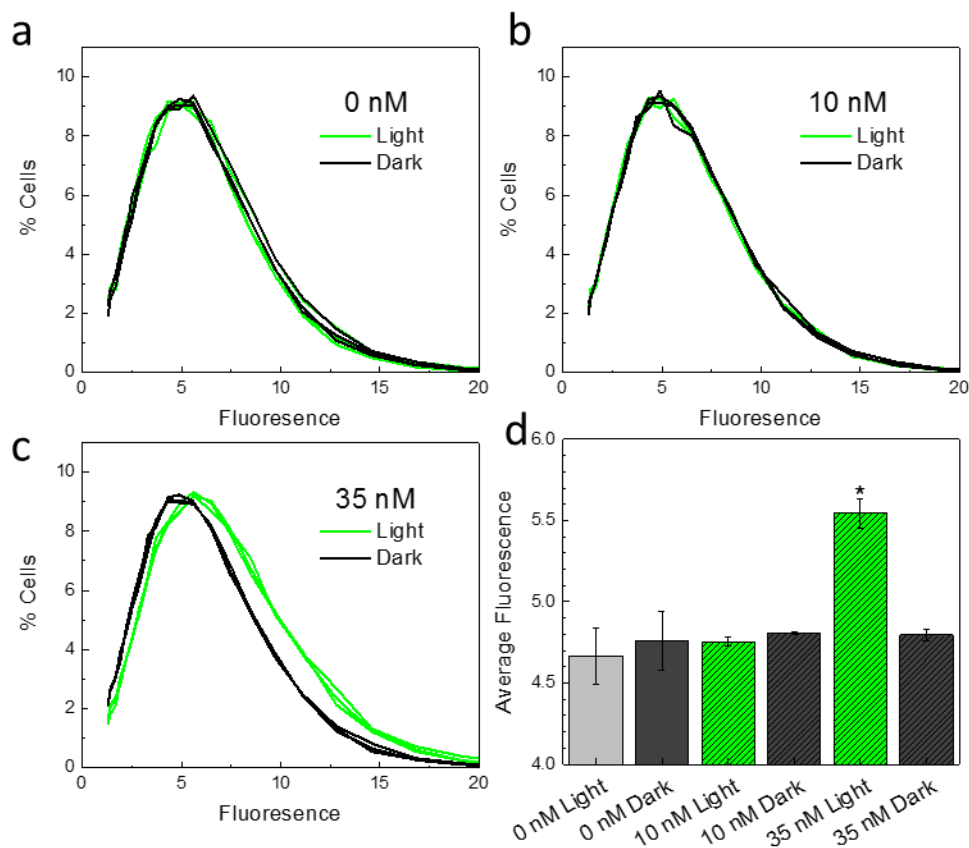 a
10
8
6
4
2
0
% Cells
0 nM
Light
Dark
0 5 10 15 20
Fluoresence
b
10
8
6
4
2
0
% Cells
10 nM
Light
Dark
0 5 10 15 20
Fluoresence
c
10
8
6
4
2
0
% Cells
35 nM
Light
Dark
0 5 10 15 20
Fluoresence
d
6.0
5.5
5.0
4.5
4.0
Average Fluorescence
*
0 nM Light
0 nM Dark
10 nM Light
10 nM Dark
35 nM Light
35 nM Dark